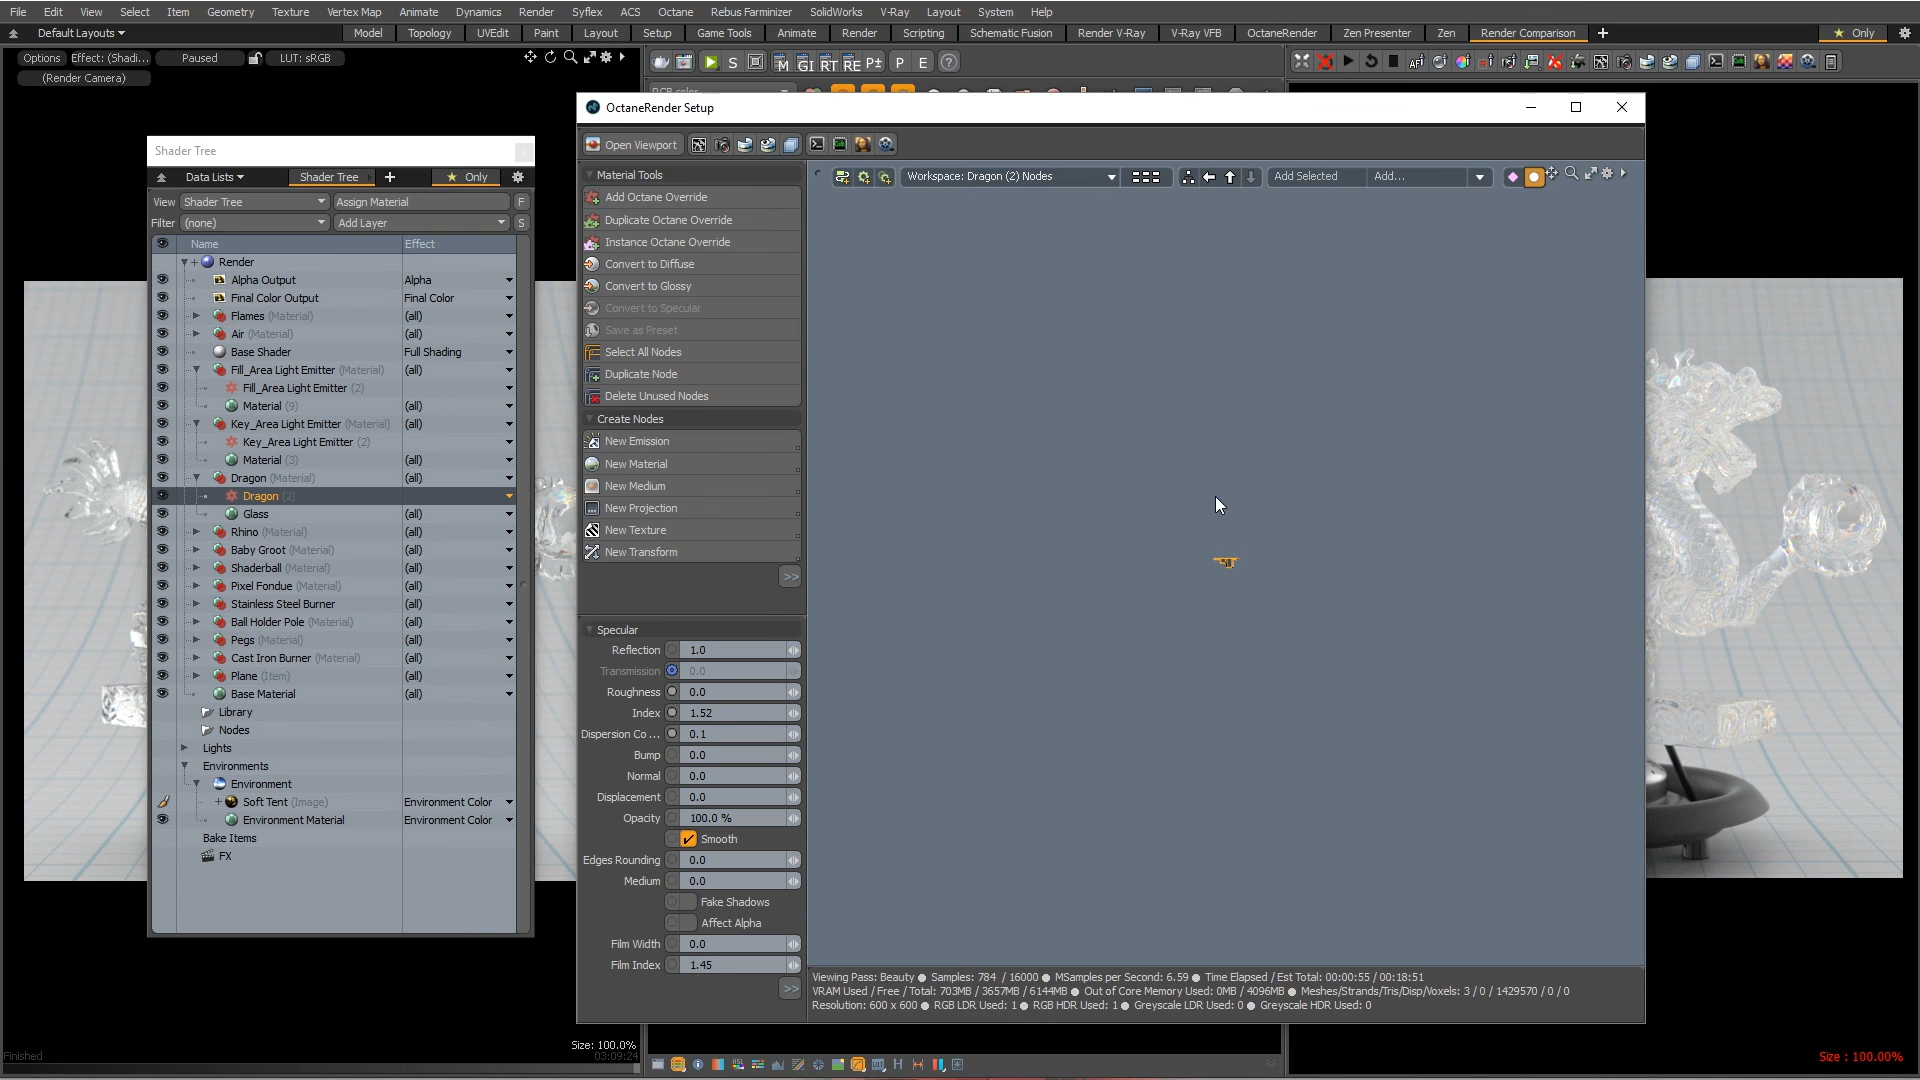 File Edit View Select Item Geometry Texture Vertex Map Animate Dynamics Render Syflex ACS Octane Rebus Farminizer SolidWorks V-Ray Layout System Help
Default Layouts Model Topology UVEdit Paint Layout Setup Game Tools Animate Render Scripting Schematic Fusion Render V-Ray V-Ray VFB OctaneRender Zen Presenter Zen Render Comparison + Only
Options Effect: (Shadi... Paused LUT: sRGB
S M GI RT RE P± P E ?
(Render Camera)
OctaneRender Setup
Open Viewport
Shader Tree
Data Lists Shader Tree + Only
View Shader Tree Assign Material F
Filter (none) Add Layer S
Name Effect
Render
Alpha Output Alpha
Final Color Output Final Color
Flames (Material) (all)
Air (Material) (all)
Base Shader Full Shading
Fill_Area Light Emitter (Material) (all)
Fill_Area Light Emitter (2)
Material (9) (all)
Key_Area Light Emitter (Material) (all)
Key_Area Light Emitter (2)
Material (3) (all)
Dragon (Material) (all)
Dragon (2)
Glass (all)
Rhino (Material) (all)
Baby Groot (Material) (all)
Shaderball (Material) (all)
Pixel Fondue (Material) (all)
Stainless Steel Burner (all)
Ball Holder Pole (Material) (all)
Pegs (Material) (all)
Cast Iron Burner (Material) (all)
Plane (Item) (all)
Base Material (all)
Library
Nodes
Lights
Environments
Environment
Soft Tent (Image) Environment Color
Environment Material Environment Color
Bake Items
FX
Material Tools
Add Octane Override
Duplicate Octane Override
Instance Octane Override
Convert to Diffuse
Convert to Glossy
Convert to Specular
Save as Preset
Select All Nodes
Duplicate Node
Delete Unused Nodes
Create Nodes
New Emission
New Material
New Medium
New Projection
New Texture
New Transform
>>
Specular
Reflection 1.0
Transmission 0.0
Roughness 0.0
Index 1.52
Dispersion Co ... 0.1
Bump 0.0
Normal 0.0
Displacement 0.0
Opacity 100.0 %
Smooth
Edges Rounding 0.0
Medium 0.0
Fake Shadows
Affect Alpha
Film Width 0.0
Film Index 1.45
>>
Workspace: Dragon (2) Nodes Add Selected Add...
Viewing Pass: Beauty ● Samples: 784 / 16000 ● MSamples per Second: 6.59 ● Time Elapsed / Est Total: 00:00:55 / 00:18:51
VRAM Used / Free / Total: 703MB / 3657MB / 6144MB ● Out of Core Memory Used: 0MB / 4096MB ● Meshes/Strands/Tris/Disp/Voxels: 3 / 0 / 1429570 / 0 / 0
Resolution: 600 x 600 ● RGB LDR Used: 1 ● RGB HDR Used: 1 ● Greyscale LDR Used: 0 ● Greyscale HDR Used: 0
Size: 100.0%
Finished 03:09:24
Size : 100.00%